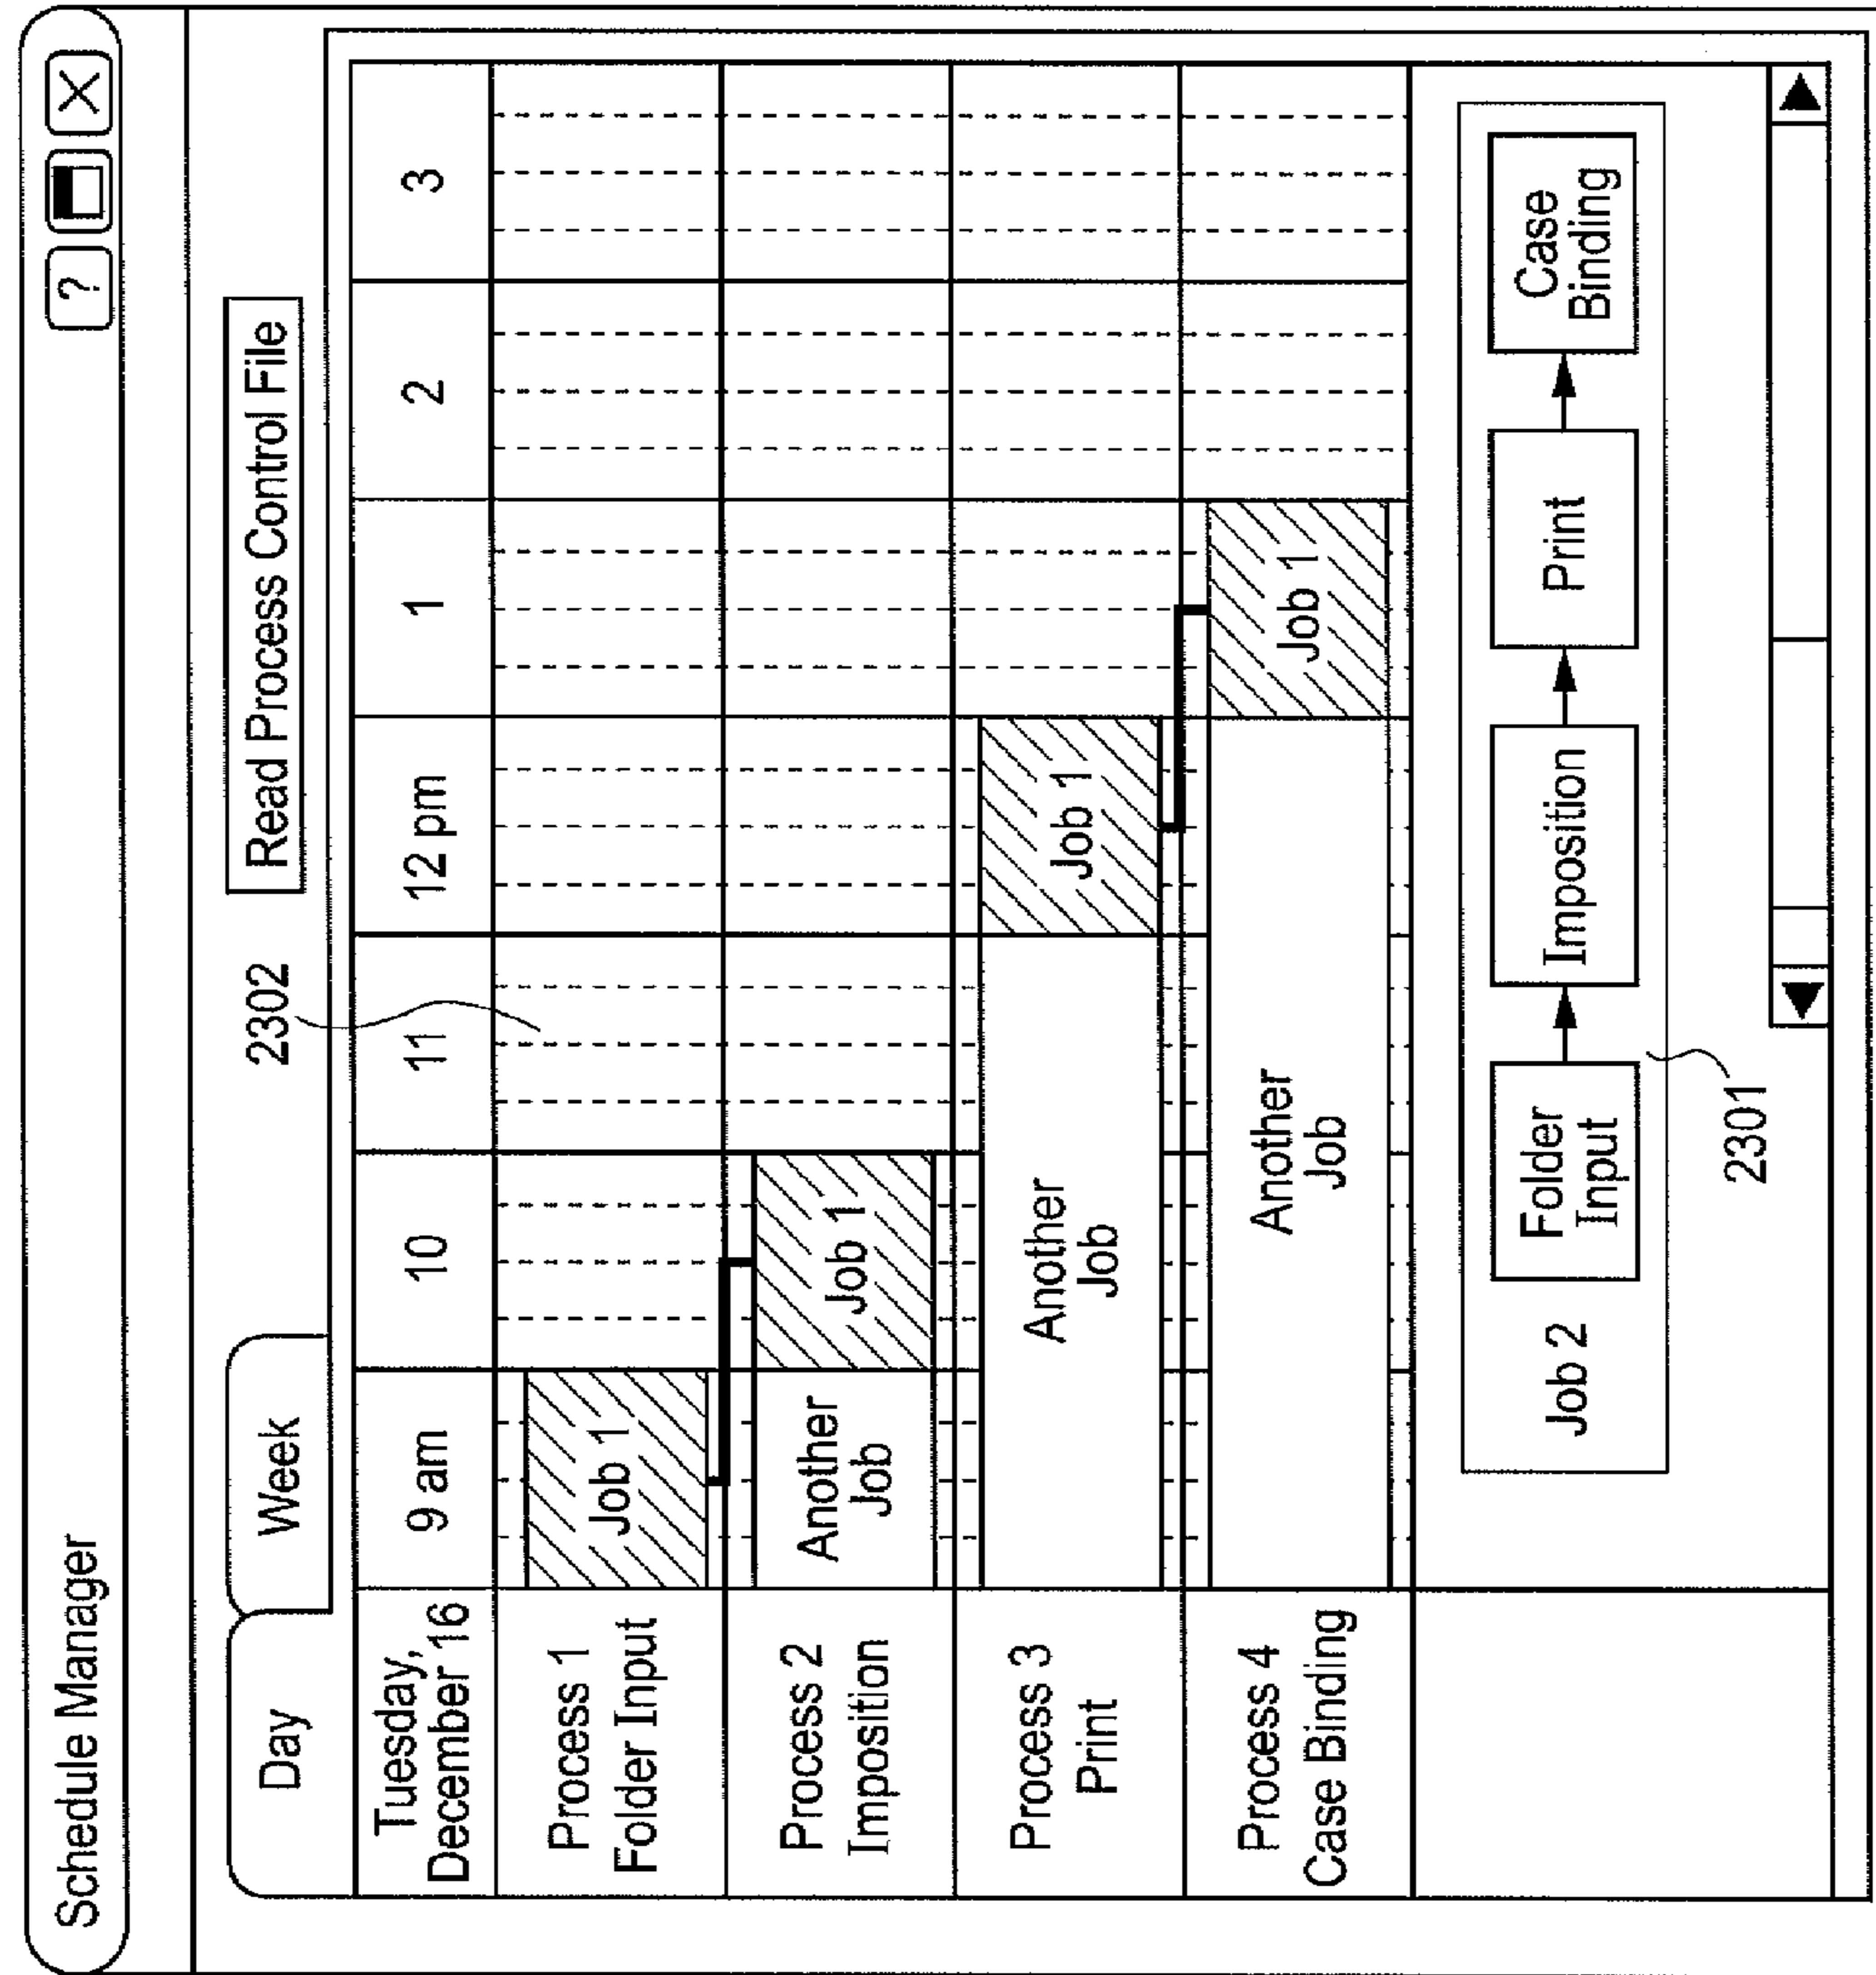 Schedule Manager
? X
Day
Week
2302
Read Process Control File
Tuesday,
December 16
9 am
10
11
12 pm
1
2
3
Process 1
Folder Input
Job 1
Process 2
Imposition
Another
Job
Job 1
Process 3
Print
Another
Job
Job 1
Process 4
Case Binding
Another
Job
Job 1
Job 2
Folder
Input
Imposition
Print
Case
Binding
2301